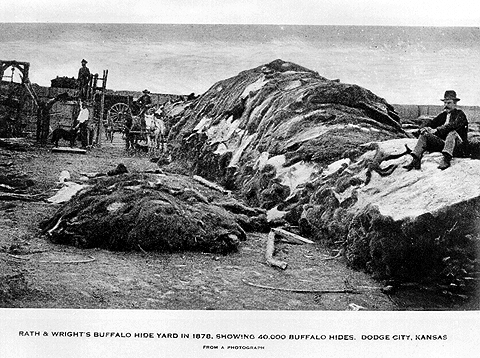 RATH & WRIGHT'S BUFFALO HIDE YARD IN 1878, SHOWING 40,000 BUFFALO HIDES, DODGE CITY, KANSAS
FROM A PHOTOGRAPH